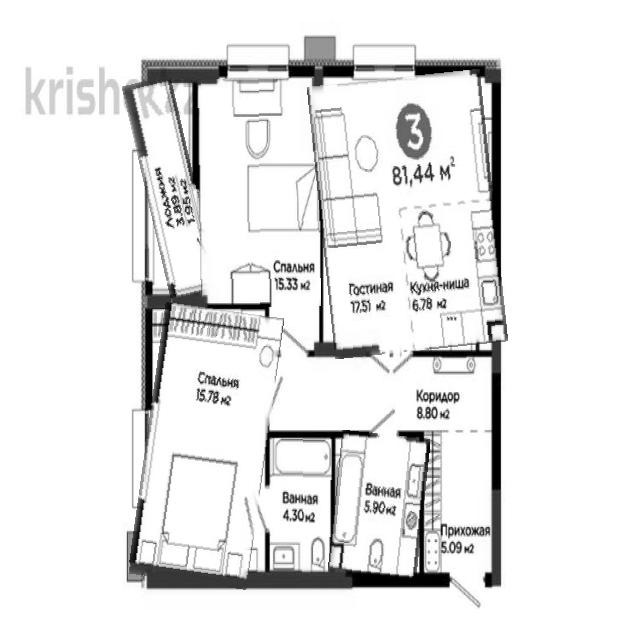 krisha.kz
3
81,44 м²
Лоджия
3.89 м2
1.95 м2
Спальня
15.33 м2
Гостиная
17.51 м2
Кухня-ниша
6.78 м2
Спальня
15.78 м2
Коридор
8.80 м2
Ванная
4.30 м2
Ванная
5.90 м2
Прихожая
5.09 м2